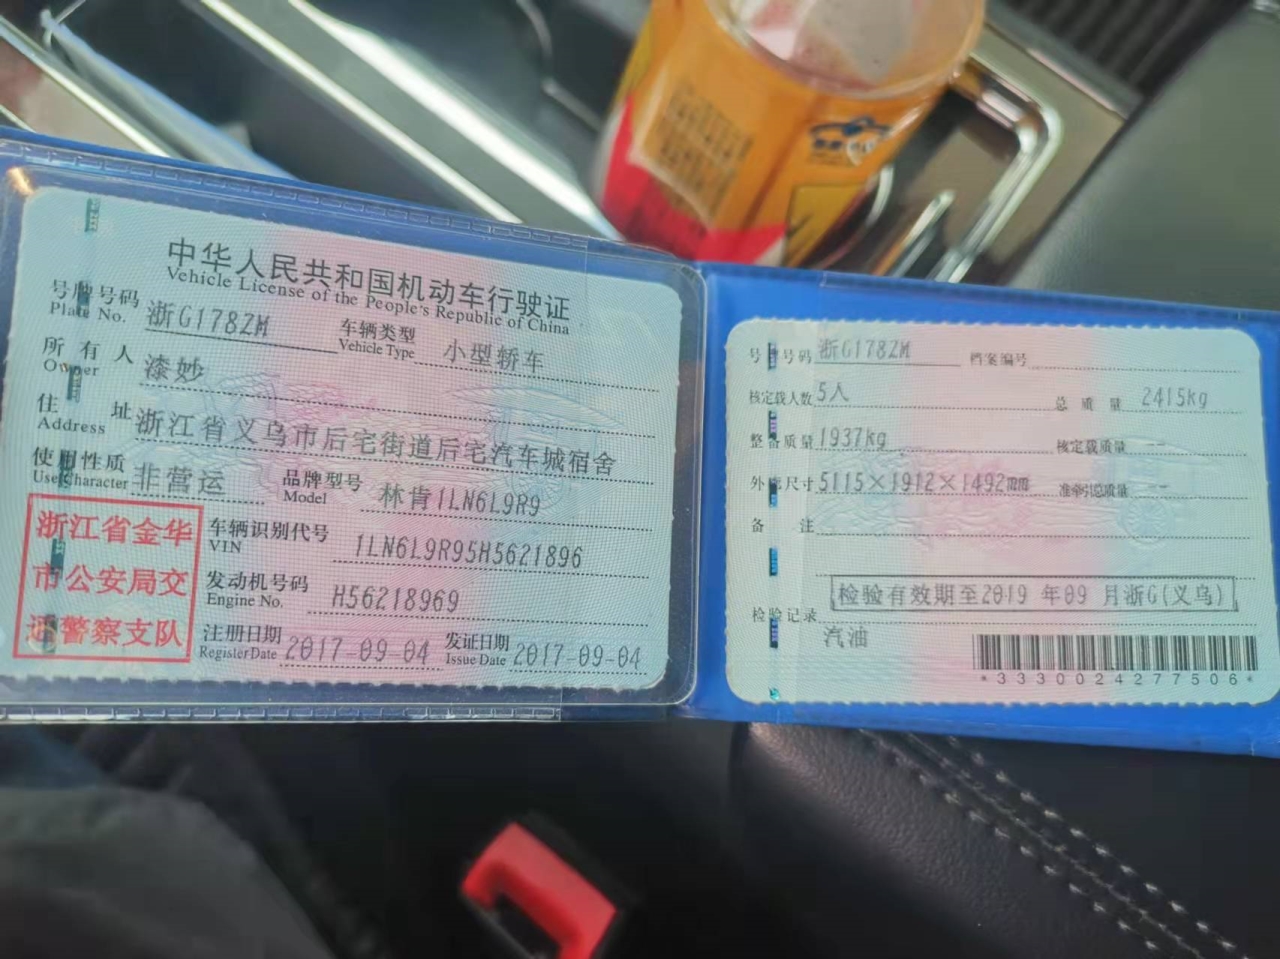 中华人民共和国机动车行驶证
Vehicle License of the People's Republic of China
号牌号码 浙G178ZM 车辆类型 小型轿车
Plate No. Vehicle Type
所有人 漆妙
Owner
住址 浙江省义乌市后宅街道后宅汽车城宿舍
Address
使用性质 非营运 品牌型号 林肯1LN6L9R9
Use Character Model
浙江省金华
市公安局交
通警察支队
车辆识别代号 1LN6L9R95H5621896
VIN
发动机号码 H56218969
Engine No.
注册日期 2017-09-04 发证日期 2017-09-04
Register Date Issue Date
号牌号码 浙G178ZM 档案编号
核定载人数 5人 总质量 2415kg
整备质量 1937kg 核定载质量 --
外廓尺寸 5115×1912×1492mm 准牵引总质量 --
备注
检验有效期至2019 年09 月浙G(义乌)
检验记录
汽油
*3330024277506*